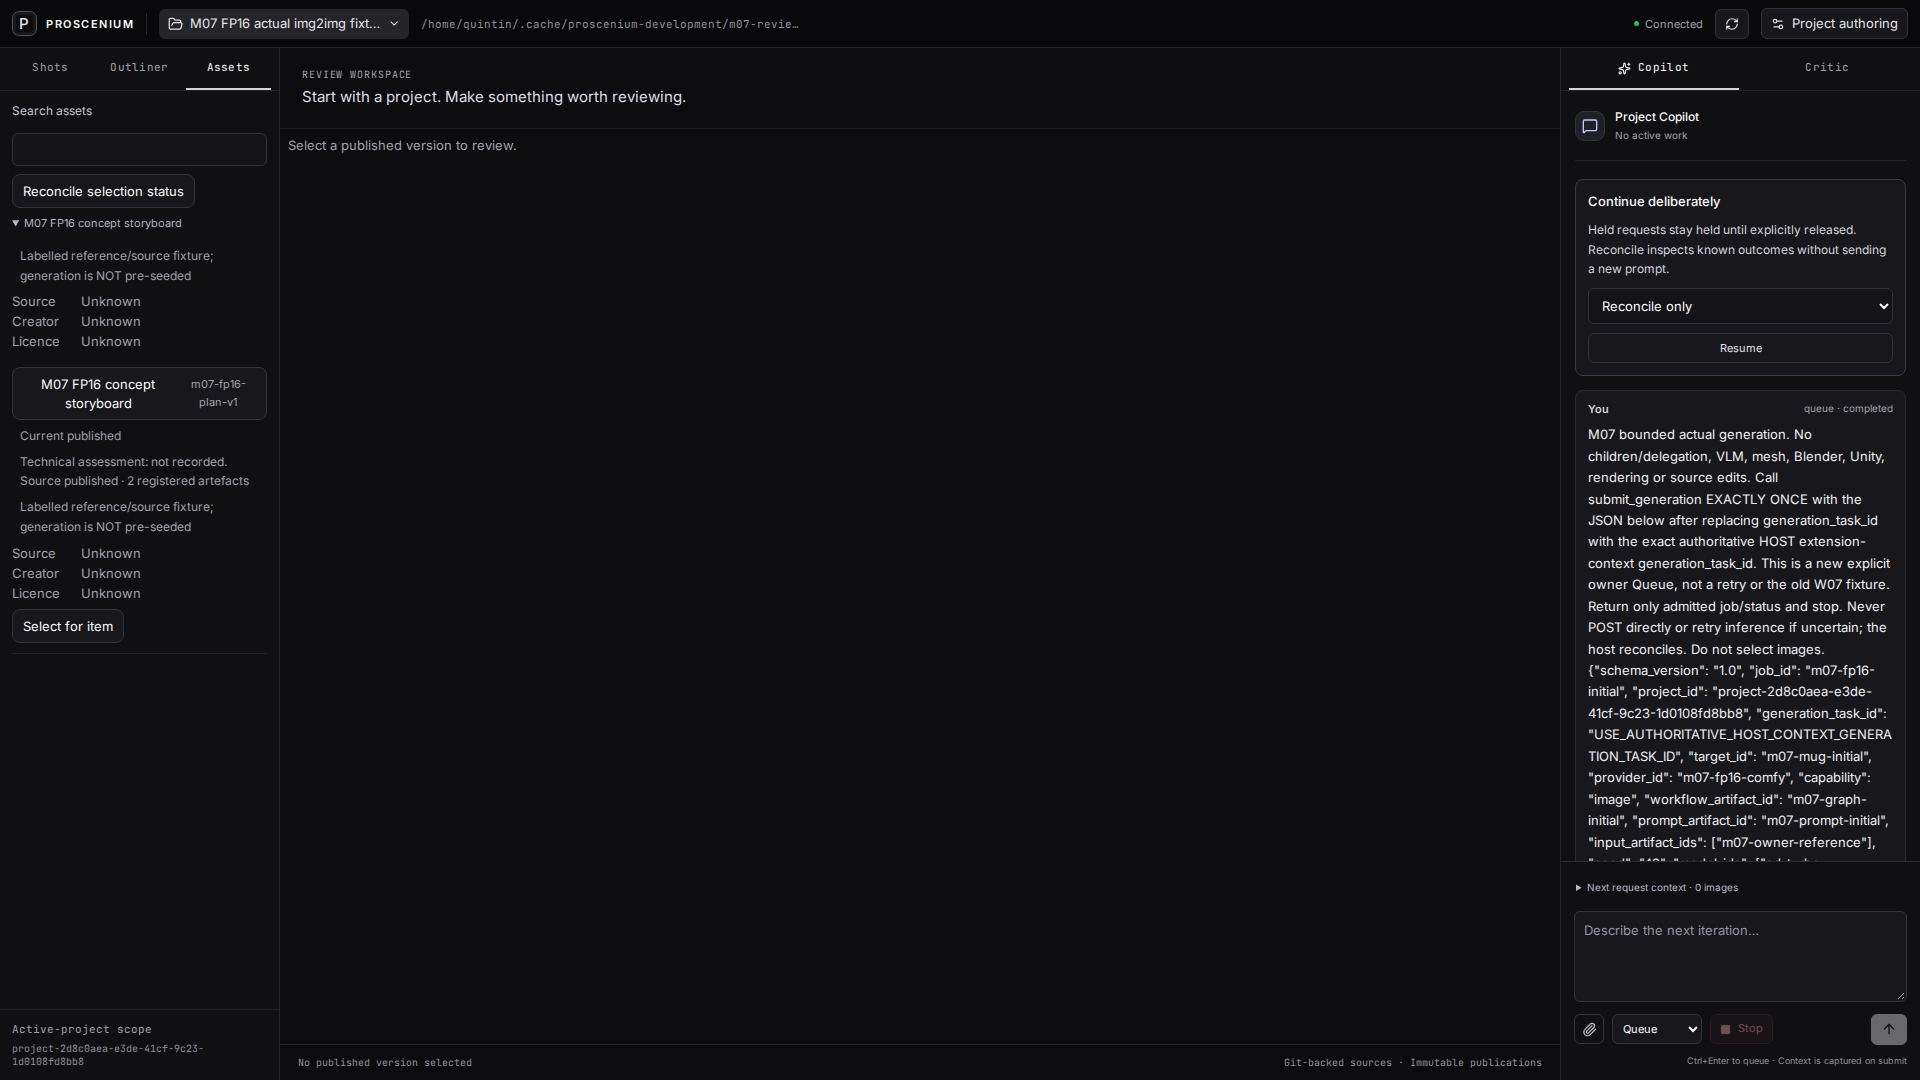 P PROSCENIUM
M07 FP16 actual img2img fixt...
/home/quintin/.cache/proscenium-development/m07-revie…
Connected
Project authoring
Shots
Outliner
Assets
Search assets
Reconcile selection status
M07 FP16 concept storyboard
Labelled reference/source fixture;
generation is NOT pre-seeded
Source Unknown
Creator Unknown
Licence Unknown
M07 FP16 concept
storyboard
m07-fp16-
plan-v1
Current published
Technical assessment: not recorded.
Source published · 2 registered artefacts
Labelled reference/source fixture;
generation is NOT pre-seeded
Source Unknown
Creator Unknown
Licence Unknown
Select for item
Active-project scope
project-2d8c0aea-e3de-41cf-9c23-
1d0108fd8bb8
REVIEW WORKSPACE
Start with a project. Make something worth reviewing.
Select a published version to review.
No published version selected
Git-backed sources · Immutable publications
Copilot
Critic
Project Copilot
No active work
Continue deliberately
Held requests stay held until explicitly released.
Reconcile inspects known outcomes without sending
a new prompt.
Reconcile only
Resume
You
queue · completed
M07 bounded actual generation. No
children/delegation, VLM, mesh, Blender, Unity,
rendering or source edits. Call
submit_generation EXACTLY ONCE with the
JSON below after replacing generation_task_id
with the exact authoritative HOST extension-
context generation_task_id. This is a new explicit
owner Queue, not a retry or the old W07 fixture.
Return only admitted job/status and stop. Never
POST directly or retry inference if uncertain; the
host reconciles. Do not select images.
{"schema_version": "1.0", "job_id": "m07-fp16-
initial", "project_id": "project-2d8c0aea-e3de-
41cf-9c23-1d0108fd8bb8", "generation_task_id":
"USE_AUTHORITATIVE_HOST_CONTEXT_GENERA
TION_TASK_ID", "target_id": "m07-mug-initial",
"provider_id": "m07-fp16-comfy", "capability":
"image", "workflow_artifact_id": "m07-graph-
initial", "prompt_artifact_id": "m07-prompt-initial",
"input_artifact_ids": ["m07-owner-reference"],
Next request context · 0 images
Describe the next iteration...
Queue
Stop
Ctrl+Enter to queue · Context is captured on submit